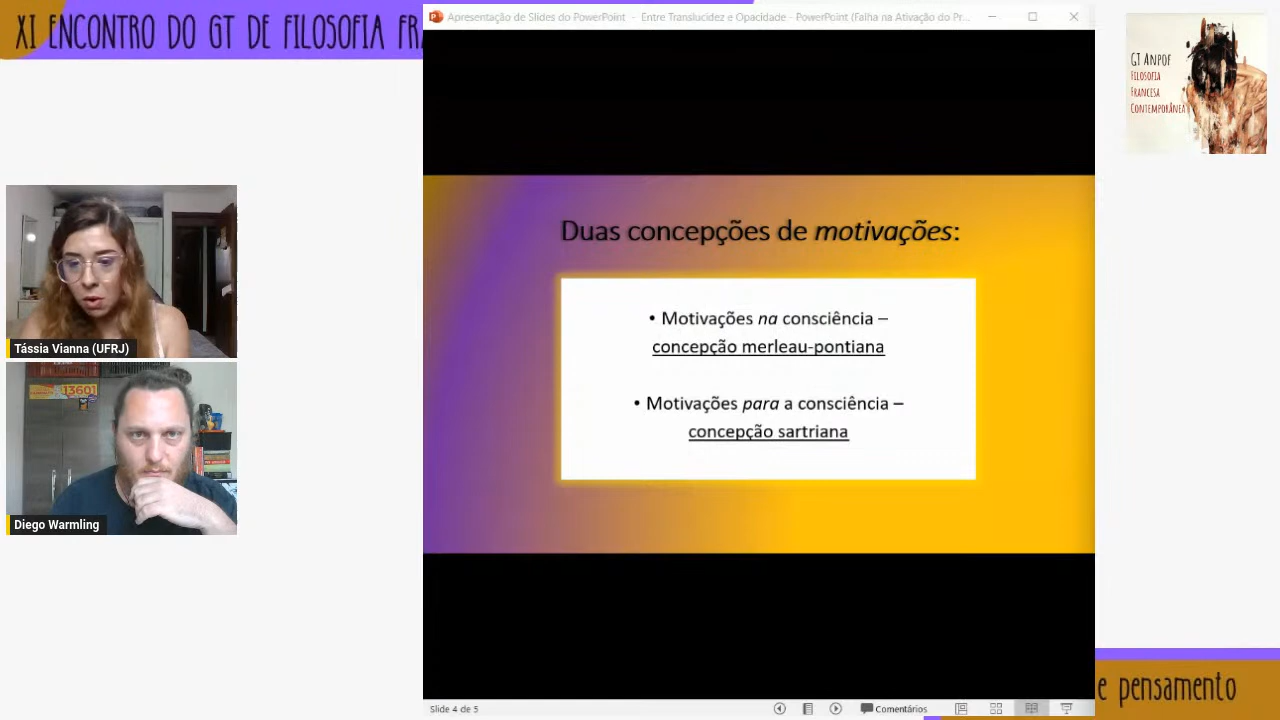 XI ENCONTRO DO GT DE FILOSOFIA
Apresentação de Slides do PowerPoint - Entre Translucidez e Opacidade - PowerPoint (Falha na Ativação do Pr...
GT Anpof
Filosofia
Francesa
Contemporânea
Duas concepções de motivações:
• Motivações na consciência –
concepção merleau-pontiana
• Motivações para a consciência –
concepção sartriana
Tássia Vianna (UFRJ)
13601
Diego Warmling
e pensamento
Slide 4 de 5
Comentários